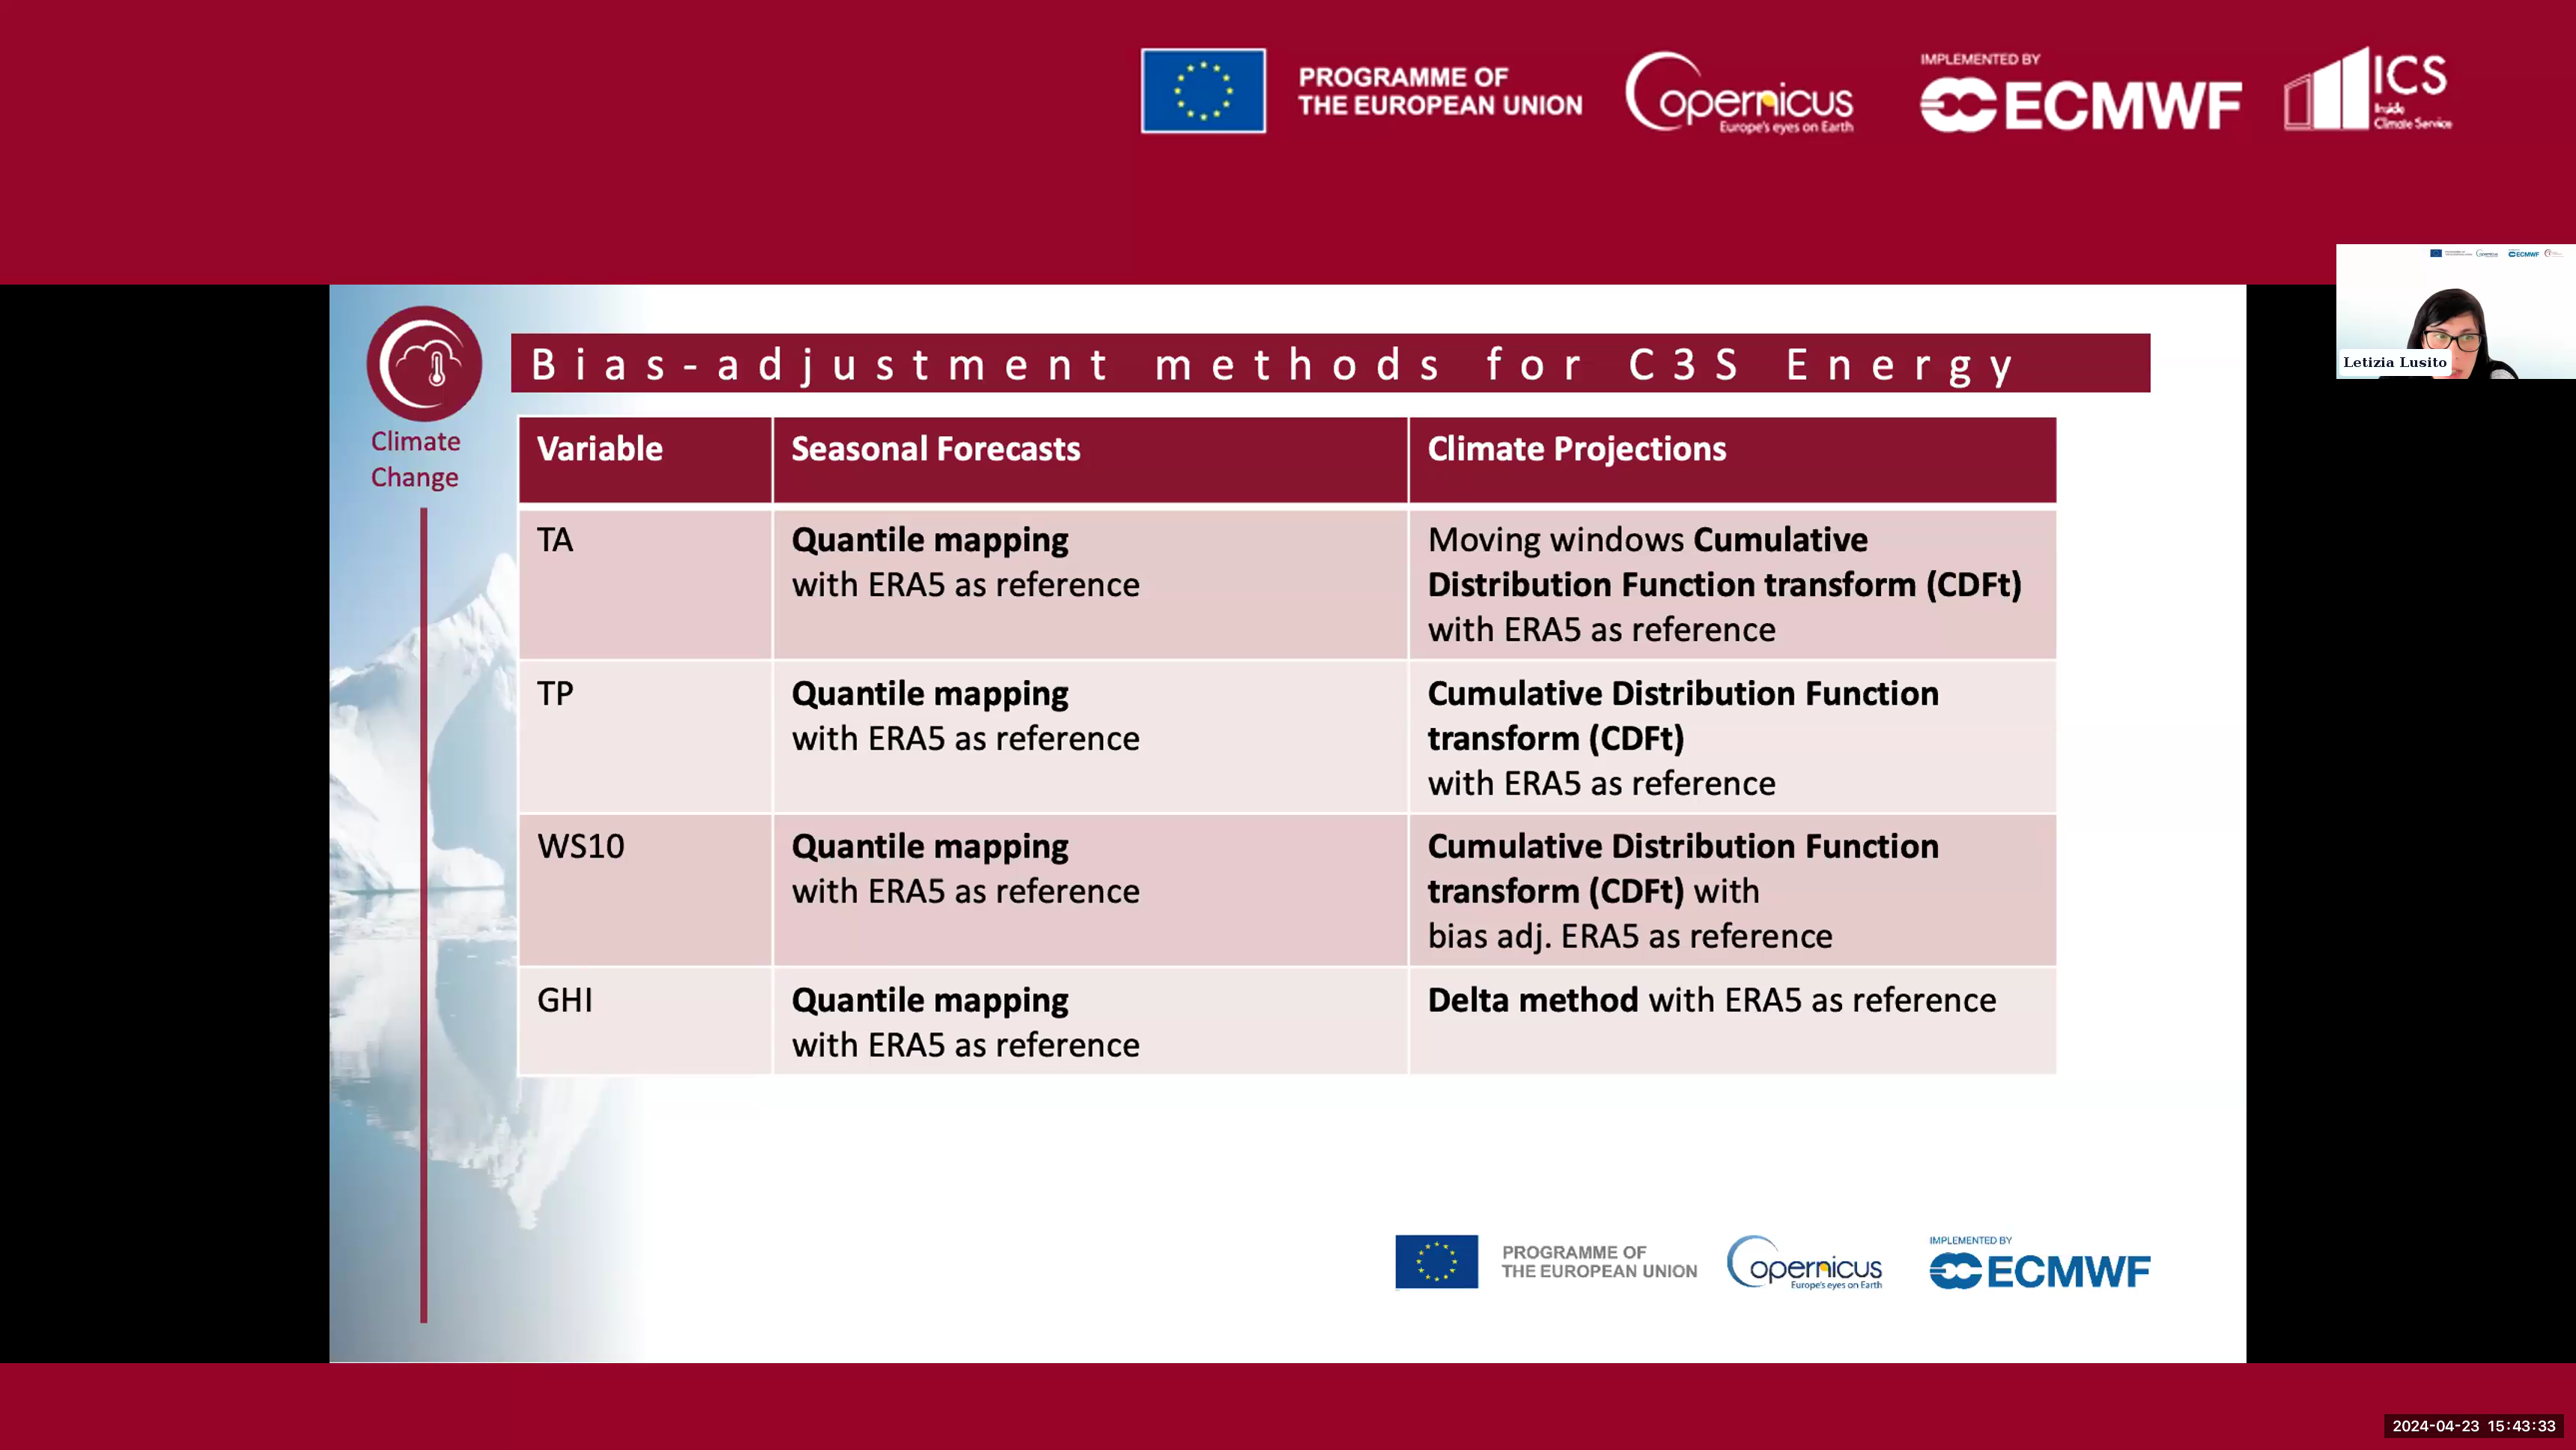 PROGRAMME OF
THE EUROPEAN UNION
opernicus
Europe's eyes on Earth
IMPLEMENTED BY
ECMWF
ICS
Inside
Climate Service
ECMWF
Letizia Lusito
Climate
Change
Bias-adjustment methods for C3S Energy
Variable Seasonal Forecasts Climate Projections
TA
Quantile mapping
with ERA5 as reference
Moving windows Cumulative
Distribution Function transform (CDFt)
with ERA5 as reference
TP
Quantile mapping
with ERA5 as reference
Cumulative Distribution Function
transform (CDFt)
with ERA5 as reference
WS10
Quantile mapping
with ERA5 as reference
Cumulative Distribution Function
transform (CDFt) with
bias adj. ERA5 as reference
GHI
Quantile mapping
with ERA5 as reference
Delta method with ERA5 as reference
PROGRAMME OF
THE EUROPEAN UNION
opernicus
Europe's eyes on Earth
IMPLEMENTED BY
ECMWF
2024-04-23 15:43:33